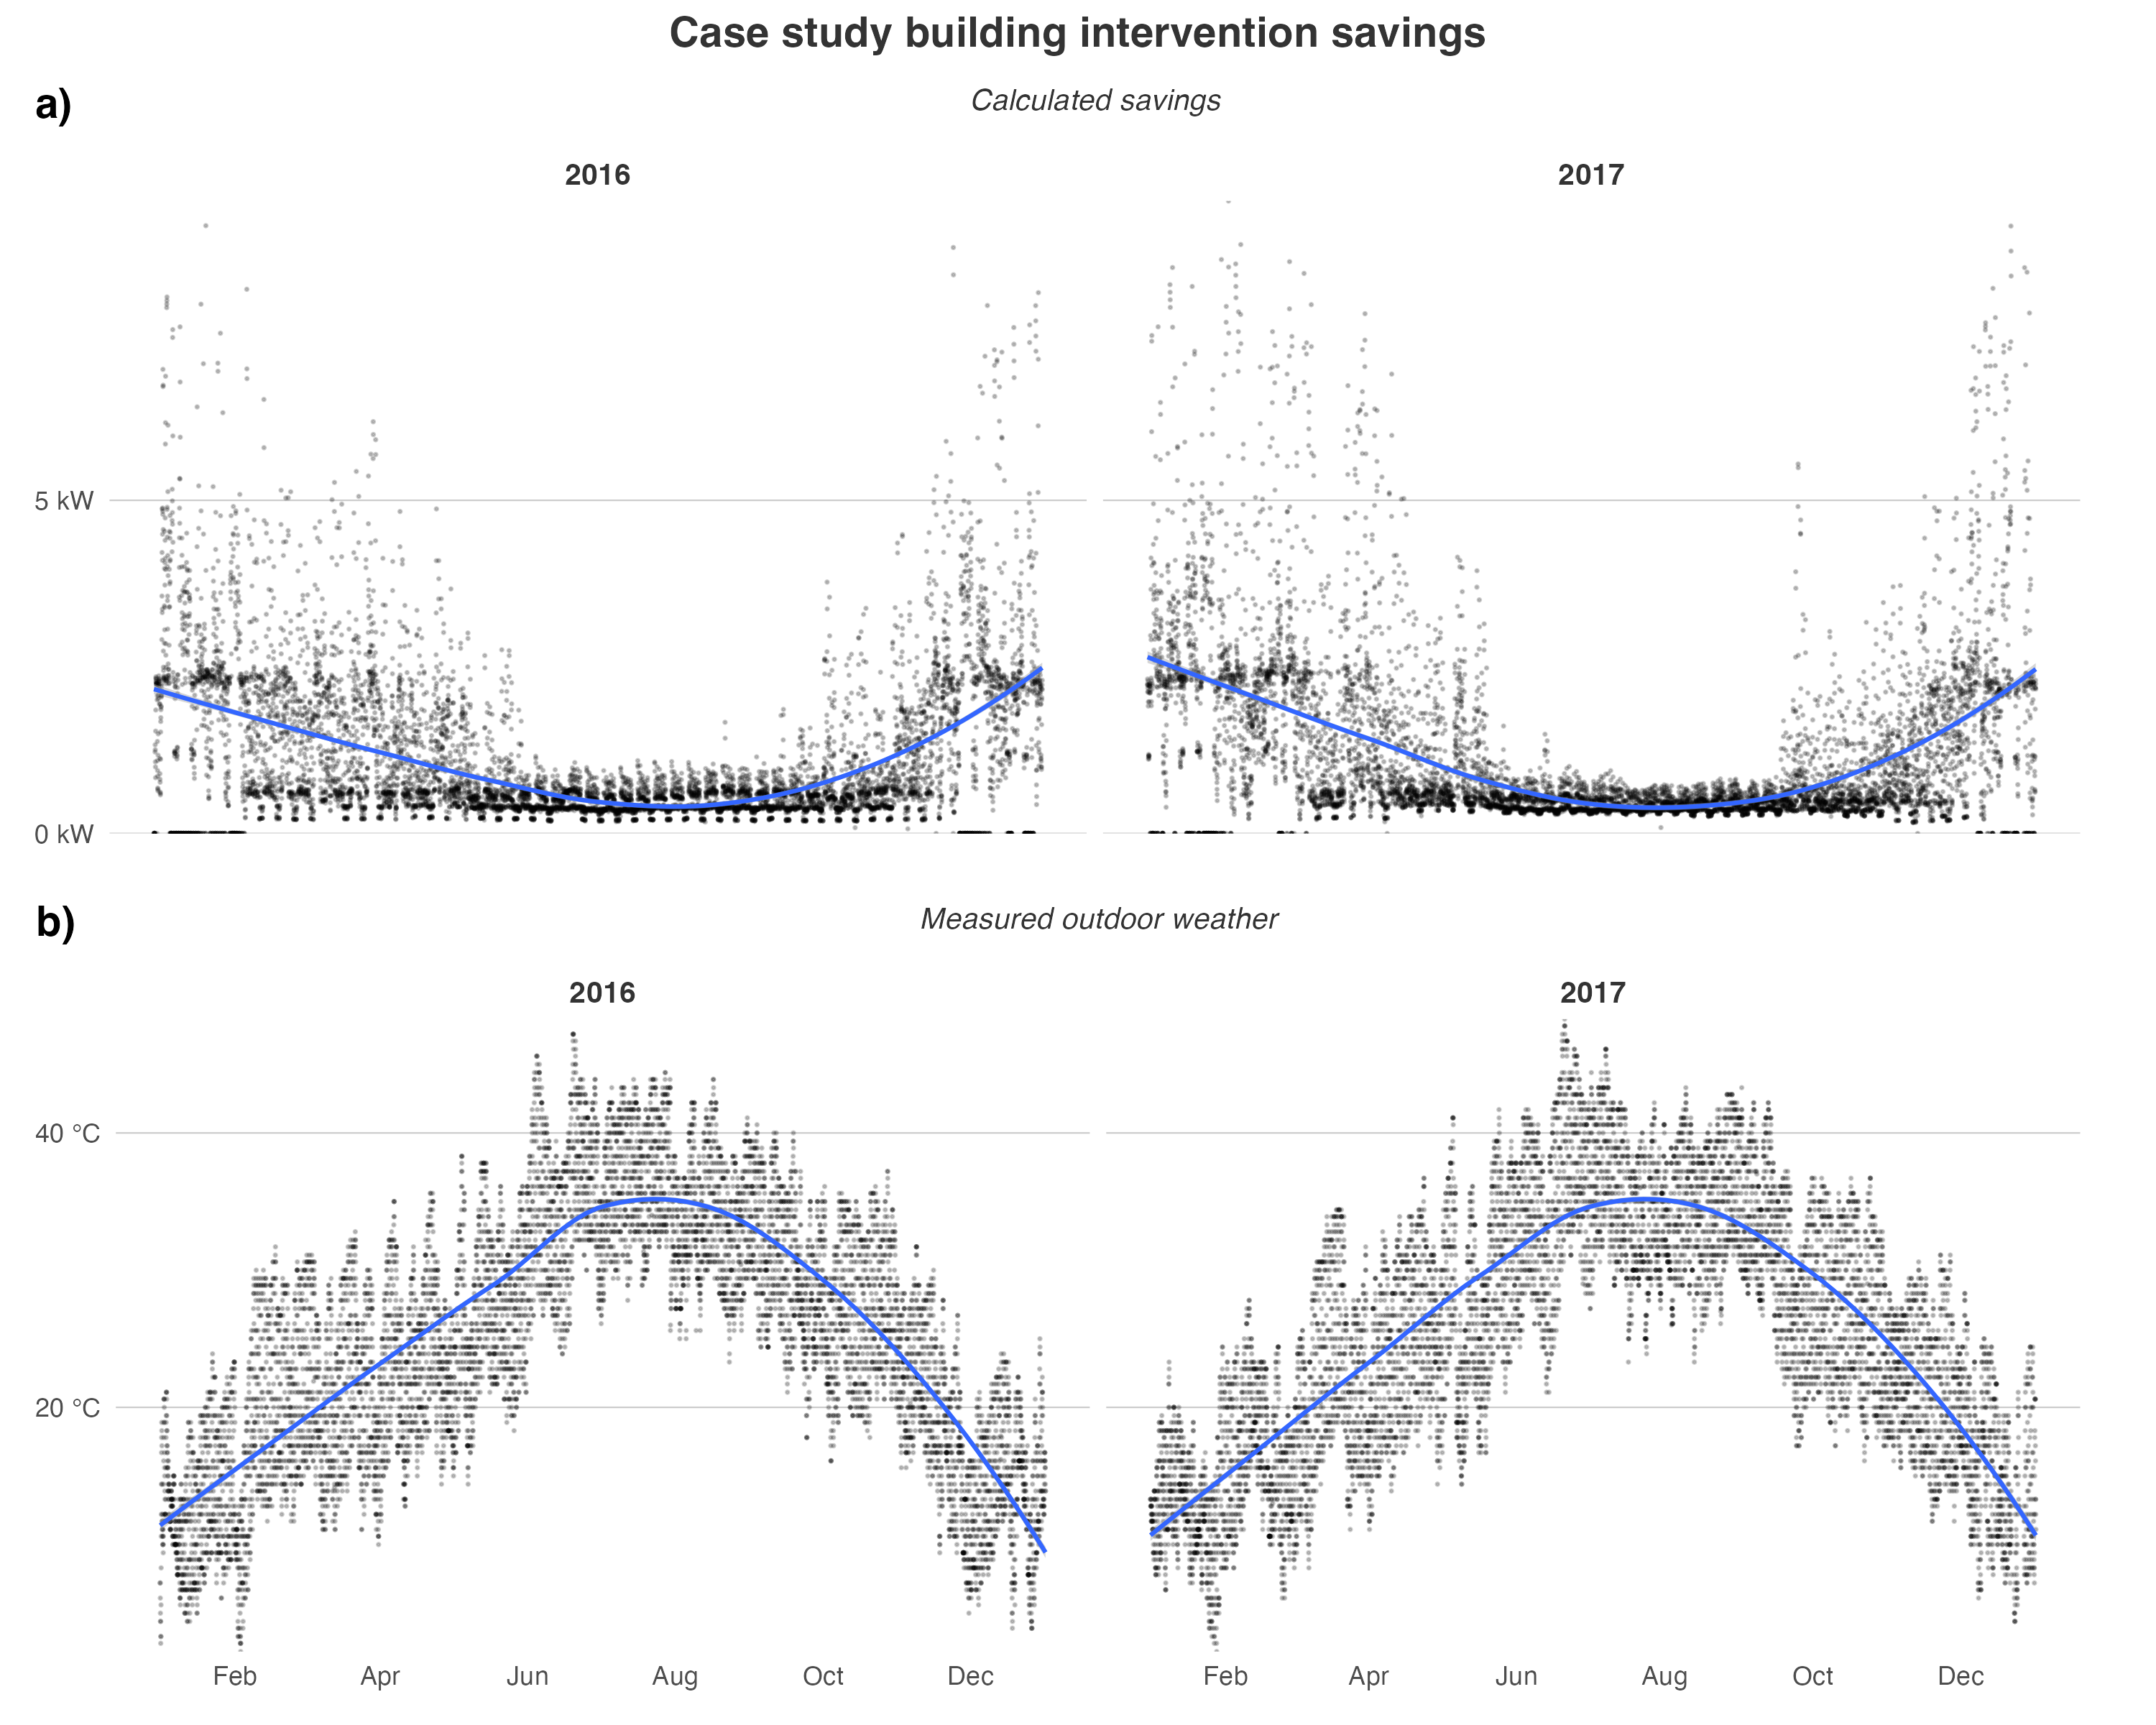 Case study building intervention savings
a)
Calculated savings
2016 2017
5 kW
0 kW
b)
Measured outdoor weather
2016 2017
40 °C
20 °C
Feb Apr Jun Aug Oct Dec Feb Apr Jun Aug Oct Dec